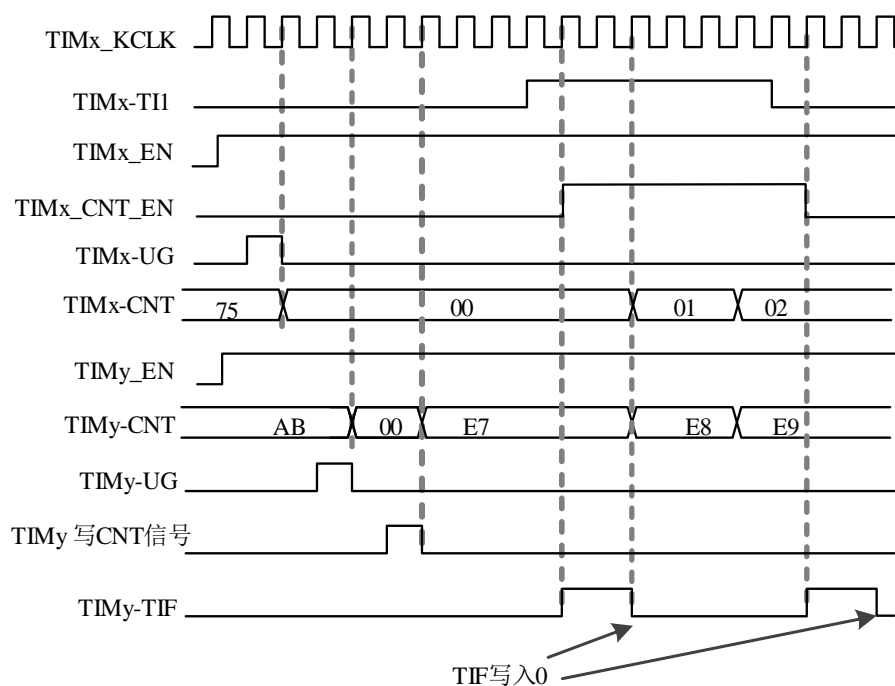 TIMx_KCLK
TIMx-TI1
TIMx_EN
TIMx_CNT_EN
TIMx-UG
TIMx-CNT 75 00 01 02
TIMy_EN
TIMy-CNT AB 00 E7 E8 E9
TIMy-UG
TIMy 写CNT信号
TIMy-TIF
TIF写入0